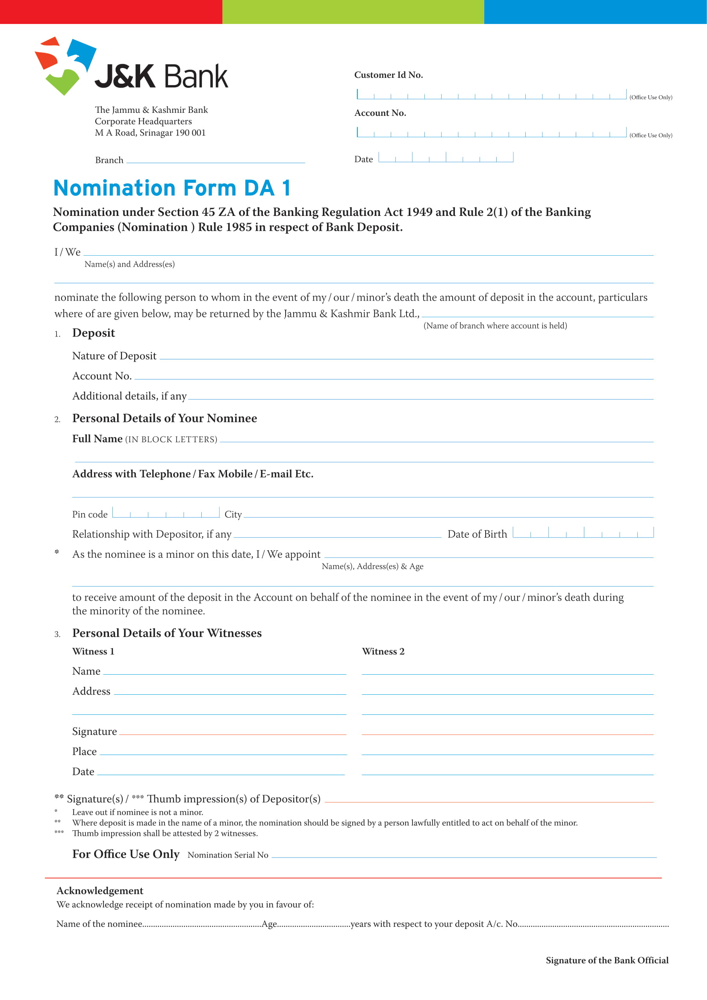 J&K Bank
The Jammu & Kashmir Bank
Corporate Headquarters
M A Road, Srinagar 190 001
Branch
Customer Id No.
(Office Use Only)
Account No.
(Office Use Only)
Date
Nomination Form DA 1
Nomination under Section 45 ZA of the Banking Regulation Act 1949 and Rule 2(1) of the Banking
Companies (Nomination ) Rule 1985 in respect of Bank Deposit.
I / We
Name(s) and Address(es)
nominate the following person to whom in the event of my / our / minor's death the amount of deposit in the account, particulars
where of are given below, may be returned by the Jammu & Kashmir Bank Ltd.,
(Name of branch where account is held)
1. Deposit
Nature of Deposit
Account No.
Additional details, if any
2. Personal Details of Your Nominee
Full Name (IN BLOCK LETTERS)
Address with Telephone / Fax Mobile / E-mail Etc.
Pin code City
Relationship with Depositor, if any Date of Birth
* As the nominee is a minor on this date, I / We appoint
Name(s), Address(es) & Age
to receive amount of the deposit in the Account on behalf of the nominee in the event of my / our / minor's death during
the minority of the nominee.
3. Personal Details of Your Witnesses
Witness 1 Witness 2
Name
Address
Signature
Place
Date
** Signature(s) / *** Thumb impression(s) of Depositor(s)
* Leave out if nominee is not a minor.
** Where deposit is made in the name of a minor, the nomination should be signed by a person lawfully entitled to act on behalf of the minor.
*** Thumb impression shall be attested by 2 witnesses.
For Office Use Only Nomination Serial No
Acknowledgement
We acknowledge receipt of nomination made by you in favour of:
Name of the nominee......................................................Age.................................years with respect to your deposit A/c. No.....................................................................
Signature of the Bank Official